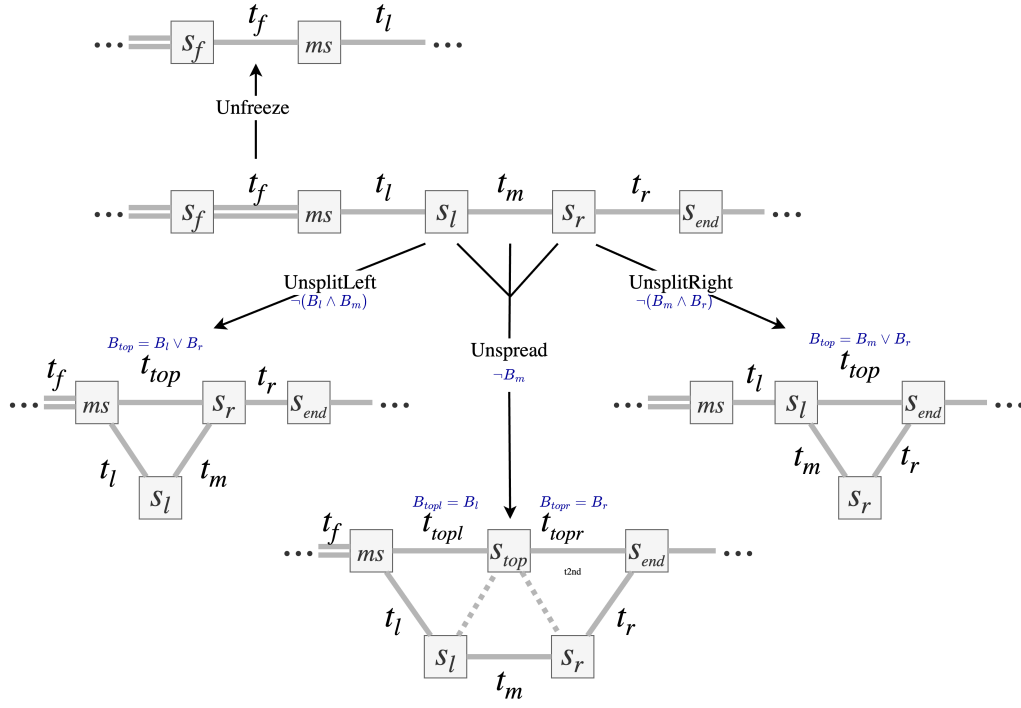 t_f t_l
... s_f ms ...
Unfreeze
t_f t_l t_m t_r
... s_f ms s_l s_r s_end ...
UnsplitLeft
¬(B_l ∧ B_m)
UnsplitRight
¬(B_m ∧ B_r)
Unspread
¬B_m
B_top = B_l ∨ B_r
t_f t_top t_r
... ms s_r s_end ...
t_l t_m
s_l
B_top = B_m ∨ B_r
t_l t_top
... ms s_l s_end ...
t_m t_r
s_r
B_topl = B_l B_topr = B_r
t_f t_topl t_topr
... ms s_top s_end ...
t2nd
t_l t_r
s_l s_r
t_m